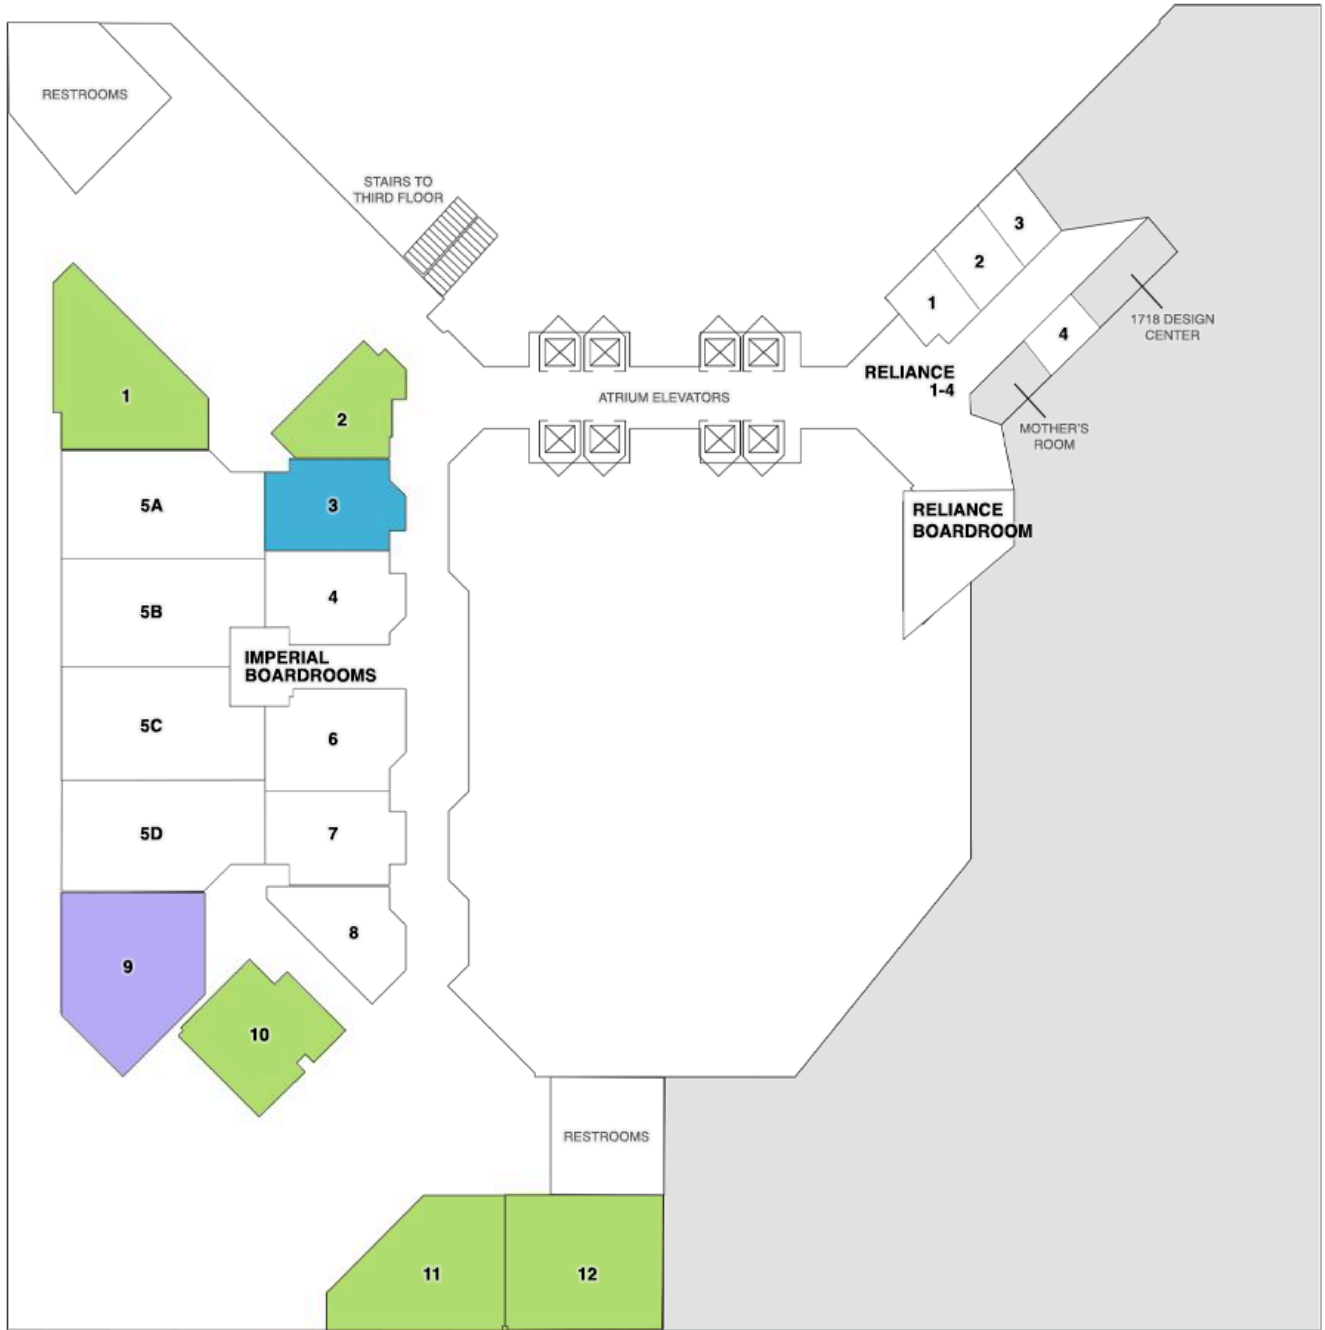 RESTROOMS
STAIRS TO
THIRD FLOOR
3
2
1
1718 DESIGN
CENTER
4
RELIANCE
1-4
ATRIUM ELEVATORS
MOTHER'S
ROOM
1
2
5A
3
RELIANCE
BOARDROOM
4
5B
IMPERIAL
BOARDROOMS
5C
6
5D
7
8
9
10
RESTROOMS
11
12